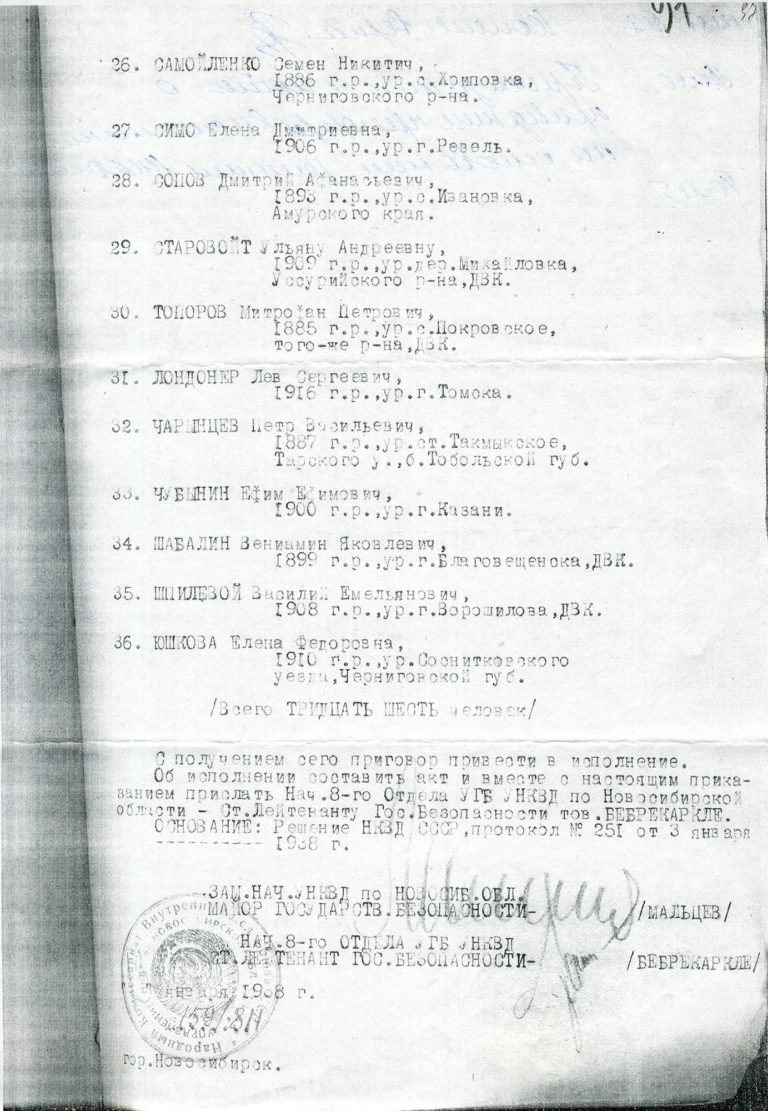 32
26. САМОЙЛЕНКО Семен Никитич,
1886 г.р.,ур.с.Хриповка,
Черниговского р-на.
27. СИМО Елена Дмитриевна,
1906 г.р.,ур.г.Ревель.
28. СОПОВ Дмитрий Афанасьевич,
1893 г.р.,ур.с.Ивановка,
Амурского края.
29. СТАРОВОЙТ Ульяну Андреевну,
1909 г.р.,ур.дер.Михайловка,
Уссурийского р-на,ДВК.
30. ТОПОРОВ Митрофан Петрович,
1885 г.р.,ур.с.Покровское,
того-же р-на,ДВК.
31. ЛОНДОНЕР Лев Сергеевич,
1916 г.р.,ур.г.Томска.
32. ЧАРЫНЦЕВ Петр Васильевич,
1887 г.р.,ур.ст.Такмыкское,
Тарского у.,б.Тобольской губ.
33. ЧУБЫНИН Ефим Ефимович,
1900 г.р.,ур.г.Казани.
34. ШАБАЛИН Вениамин Яковлевич,
1899 г.р.,ур.г.Благовещенска,ДВК.
35. ШПИЛЕВОЙ Василий Емельянович,
1908 г.р.,ур.г.Ворошилова,ДВК.
36. ЮШКОВА Елена Федоровна,
1910 г.р.,ур.Соснитковского
уезда,Черниговской губ.
/Всего ТРИДЦАТЬ ШЕСТЬ человек/
С получением сего приговор привести в исполнение.
Об исполнении составить акт и вместе с настоящим прика-
занием прислать Нач.8-го Отдела УГБ УНКВД по Новосибирской
области - Ст.Лейтенанту Гос.Безопасности тов.БЕБРЕКАРКЛЕ.
ОСНОВАНИЕ: Решение НКВД СССР,протокол № 251 от 3 января
---------- 1938 г.
ЗАМ.НАЧ.УНКВД по НОВОСИБ.ОБЛ.
МАЙОР ГОСУДАРСТВ.БЕЗОПАСНОСТИ- /МАЛЬЦЕВ/
НАЧ.8-го ОТДЕЛА УГБ УНКВД
СТ.ЛЕЙТЕНАНТ ГОС.БЕЗОПАСНОСТИ- /БЕБРЕКАРКЛЕ/
января 1938 г.
гор.Новосибирск.